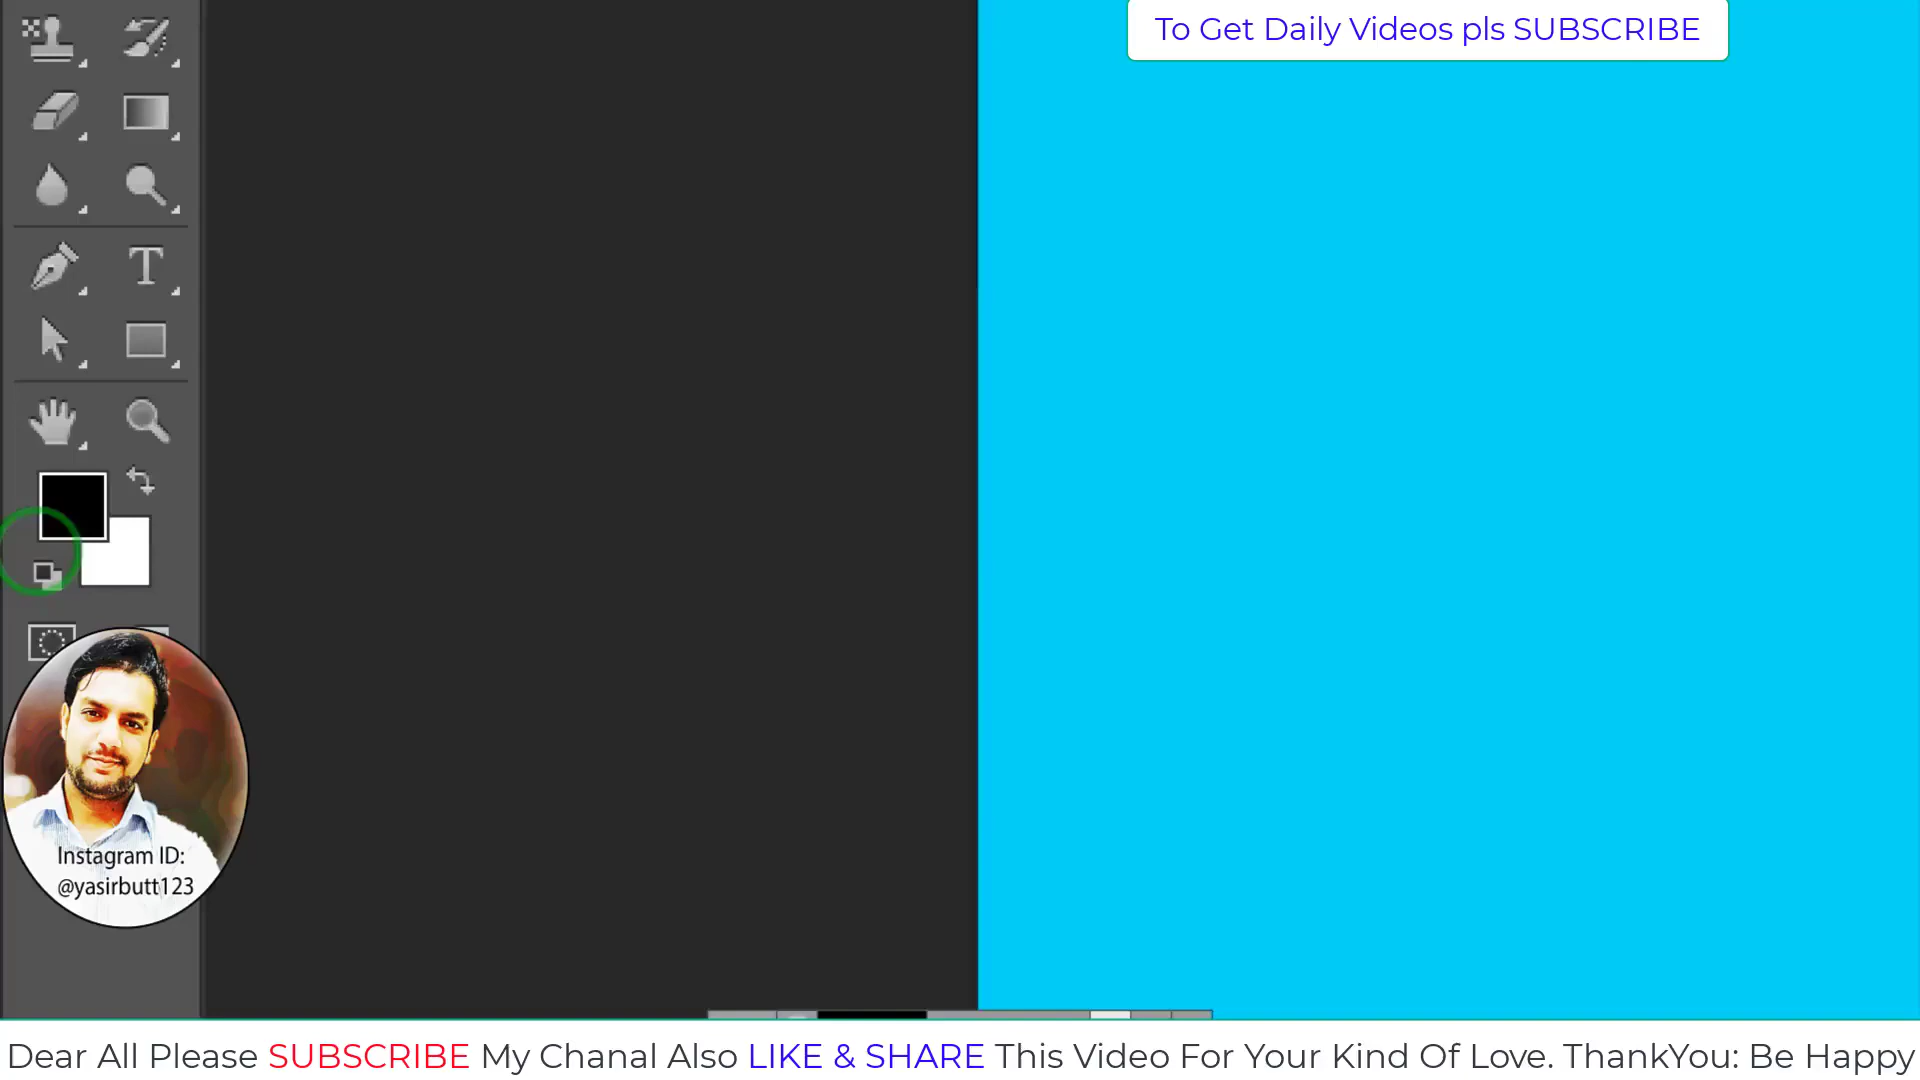 To Get Daily Videos pls SUBSCRIBE
T
Instagram ID:
@yasirbutt123
Dear All Please SUBSCRIBE My Chanal Also LIKE & SHARE This Video For Your Kind Of Love. ThankYou: Be Happy